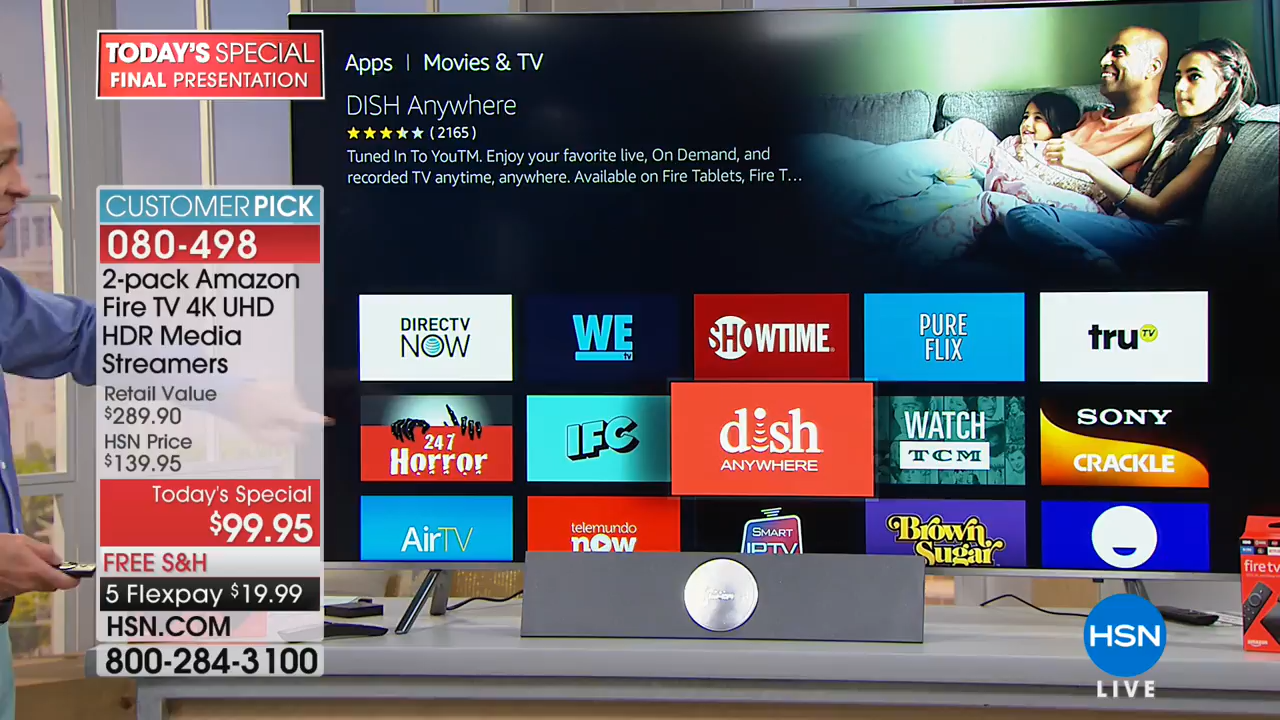 TODAY'S SPECIAL
FINAL PRESENTATION
CUSTOMER PICK
080-498
2-pack Amazon
Fire TV 4K UHD
HDR Media
Streamers
Retail Value
$289.90
HSN Price
$139.95
Today's Special
$99.95
FREE S&H
5 Flexpay $19.99
HSN.COM
800-284-3100
Apps | Movies & TV
DISH Anywhere
(2165)
Tuned In To YouTM. Enjoy your favorite live, On Demand, and
recorded TV anytime, anywhere. Available on Fire Tablets, Fire T...
DIRECTV
NOW
WE
tv
SHOWTIME
PURE
FLIX
tru
TV
247
Horror
IFC
dish
ANYWHERE
WATCH
TCM
SONY
CRACKLE
AirTV
telemundo
now
SMART
IPTV
Brown
Sugar
fire tv
amazon
HSN
LIVE